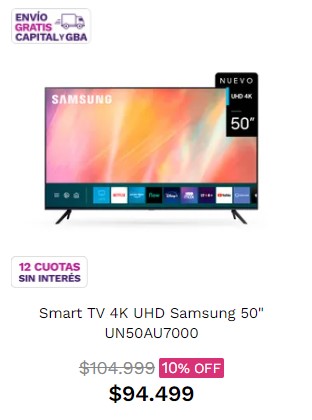 ENVÍO
GRATIS
CAPITAL Y GBA
NUEVO
SAMSUNG
UHD 4K
50"
12 CUOTAS
SIN INTERÉS
Smart TV 4K UHD Samsung 50"
UN50AU7000
$104.999 10% OFF
$94.499